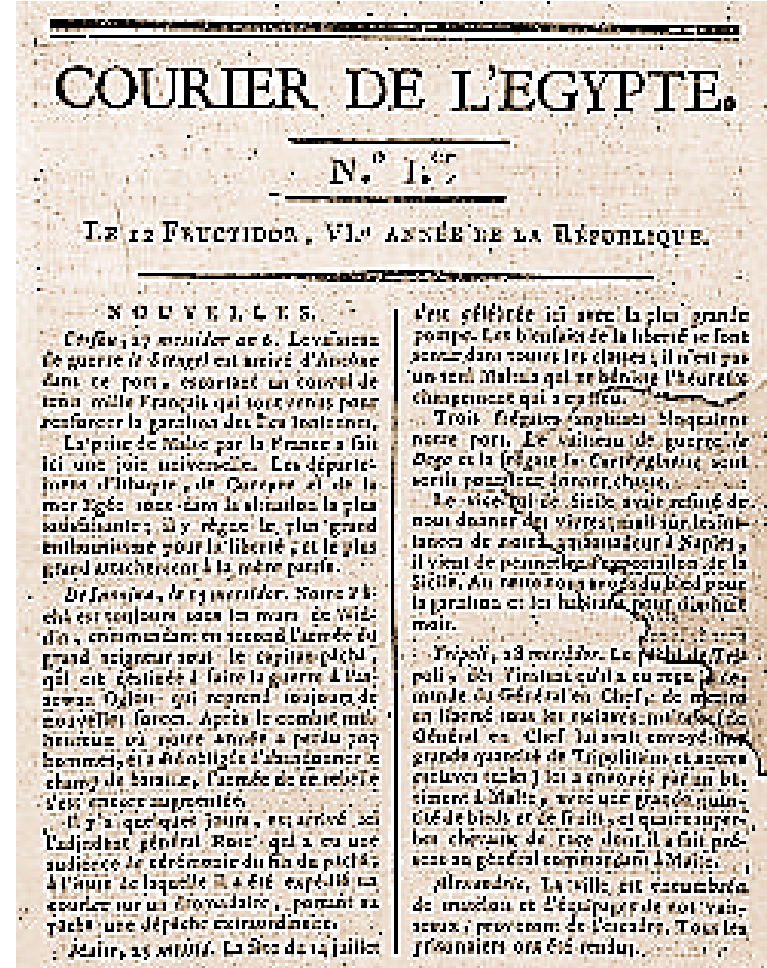 COURIER DE L'EGYPTE.
N.º I.er
LE 12 FRUCTIDOR, VI.e ANNÉE DE LA RÉPUBLIQUE.
NOUVELLES.
Corfou, 17 messidor an 6. Le vaisseau
de guerre le est arrivé d'Ancône
dans ce port, escortant un convoi de
trois mille Français qui sont venus pour
renforcer la garnison des îles Ioniennes.
La prise de Malte par la France a fait
ici une joie universelle. Les départe-
mens d'Ithaque, de Corcyre et de la
mer Egée sont dans la situation la plus
satisfaisante; il y règne le plus grand
enthousiasme pour la liberté, et le plus
grand attachement à la mère patrie.
De Janina, le messidor. Notre Pa-
cha est toujours sous les murs de Wid-
din, commandant en second l'armée du
grand seigneur sous le capitan pacha,
qui est destinée à faire la guerre à
Oglou qui reprend toujours de
nouvelles forces. Après le combat mal-
heureux où notre armée a perdu
hommes, et a été obligée d'abandonner le
champ de bataille, l'armée de ce rebelle
s'est encore augmentée.
Il y a quelques jours, est arrivé ici
l'adjudant général qui a eu une
audience de cérémonie du fils du pacha,
à l'issue de laquelle il a été expédié un
courier sur un dromadaire, portant au
pacha une dépêche extraordinaire.
La fête du 14 juillet
s'est célébrée ici avec la plus grande
pompe. Les bienfaits de la liberté se font
sentir dans toutes les classes; il n'est pas
un seul Maltais qui ne bénisse l'heureux
changement qui a eu lieu.
Trois frégates anglaises bloquaient
notre port. Le vaisseau de guerre le
Dego et la frégate la sont
sortis pour leur donner chasse.
Le vice-roi de Sicile avait refusé de
nous donner des vivres; mais sur les ins-
tances de notre ambassadeur à Naples,
il vient de permettre l'exportation de la
Sicile. Au reste nous avons du bled pour
la garnison et les habitans pour dix-huit
mois.
Tripoli, 28 messidor. Le pacha de Tri-
poli, dès l'instant qu'il a eu reçu la de-
mande du Général en Chef, de mettre
en liberté tous les esclaves maltais (le
Général en Chef lui avait envoyé une
grande quantité de Tripolitains et autres
esclaves turks) les a envoyés par un bâ-
timent à Malte, avec une grande quan-
tité de bleds et de fruits, et quatre super-
bes chevaux de race dont il a fait pré-
sent au général commandant à Malte.
Alexandrie. La ville est encombrée
de matelots et d'équipages de nos vais-
seaux, provenant de l'escadre. Tous les
prisonniers ont été rendus.